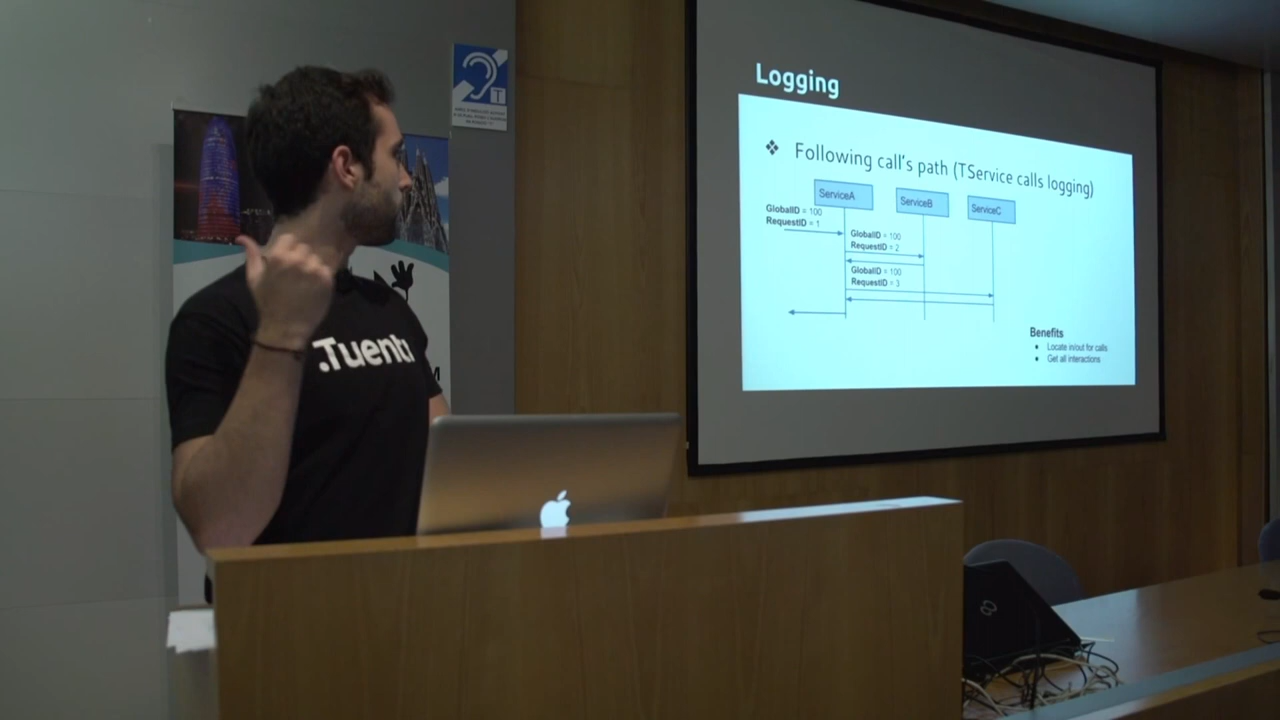 Logging
❖ Following call's path (TService calls logging)
ServiceA
ServiceB
ServiceC
GlobalID = 100
RequestID = 1
GlobalID = 100
RequestID = 2
GlobalID = 100
RequestID = 3
Benefits
● Locate in/out for calls
● Get all interactions
.Tuenti
T
M